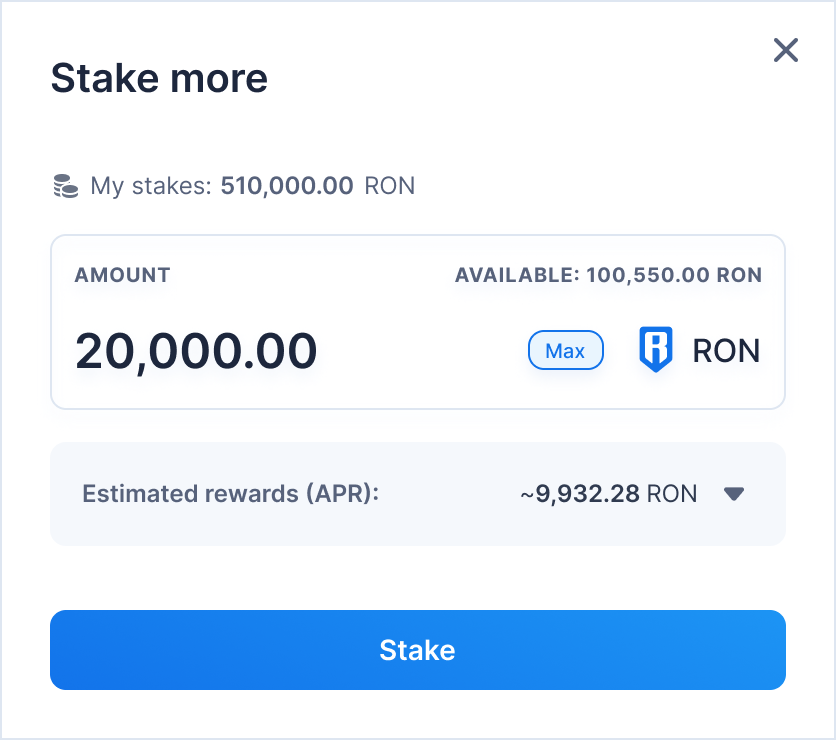 Stake more
My stakes: 510,000.00 RON
AMOUNT AVAILABLE: 100,550.00 RON
20,000.00 Max RON
Estimated rewards (APR): ~9,932.28 RON
Stake